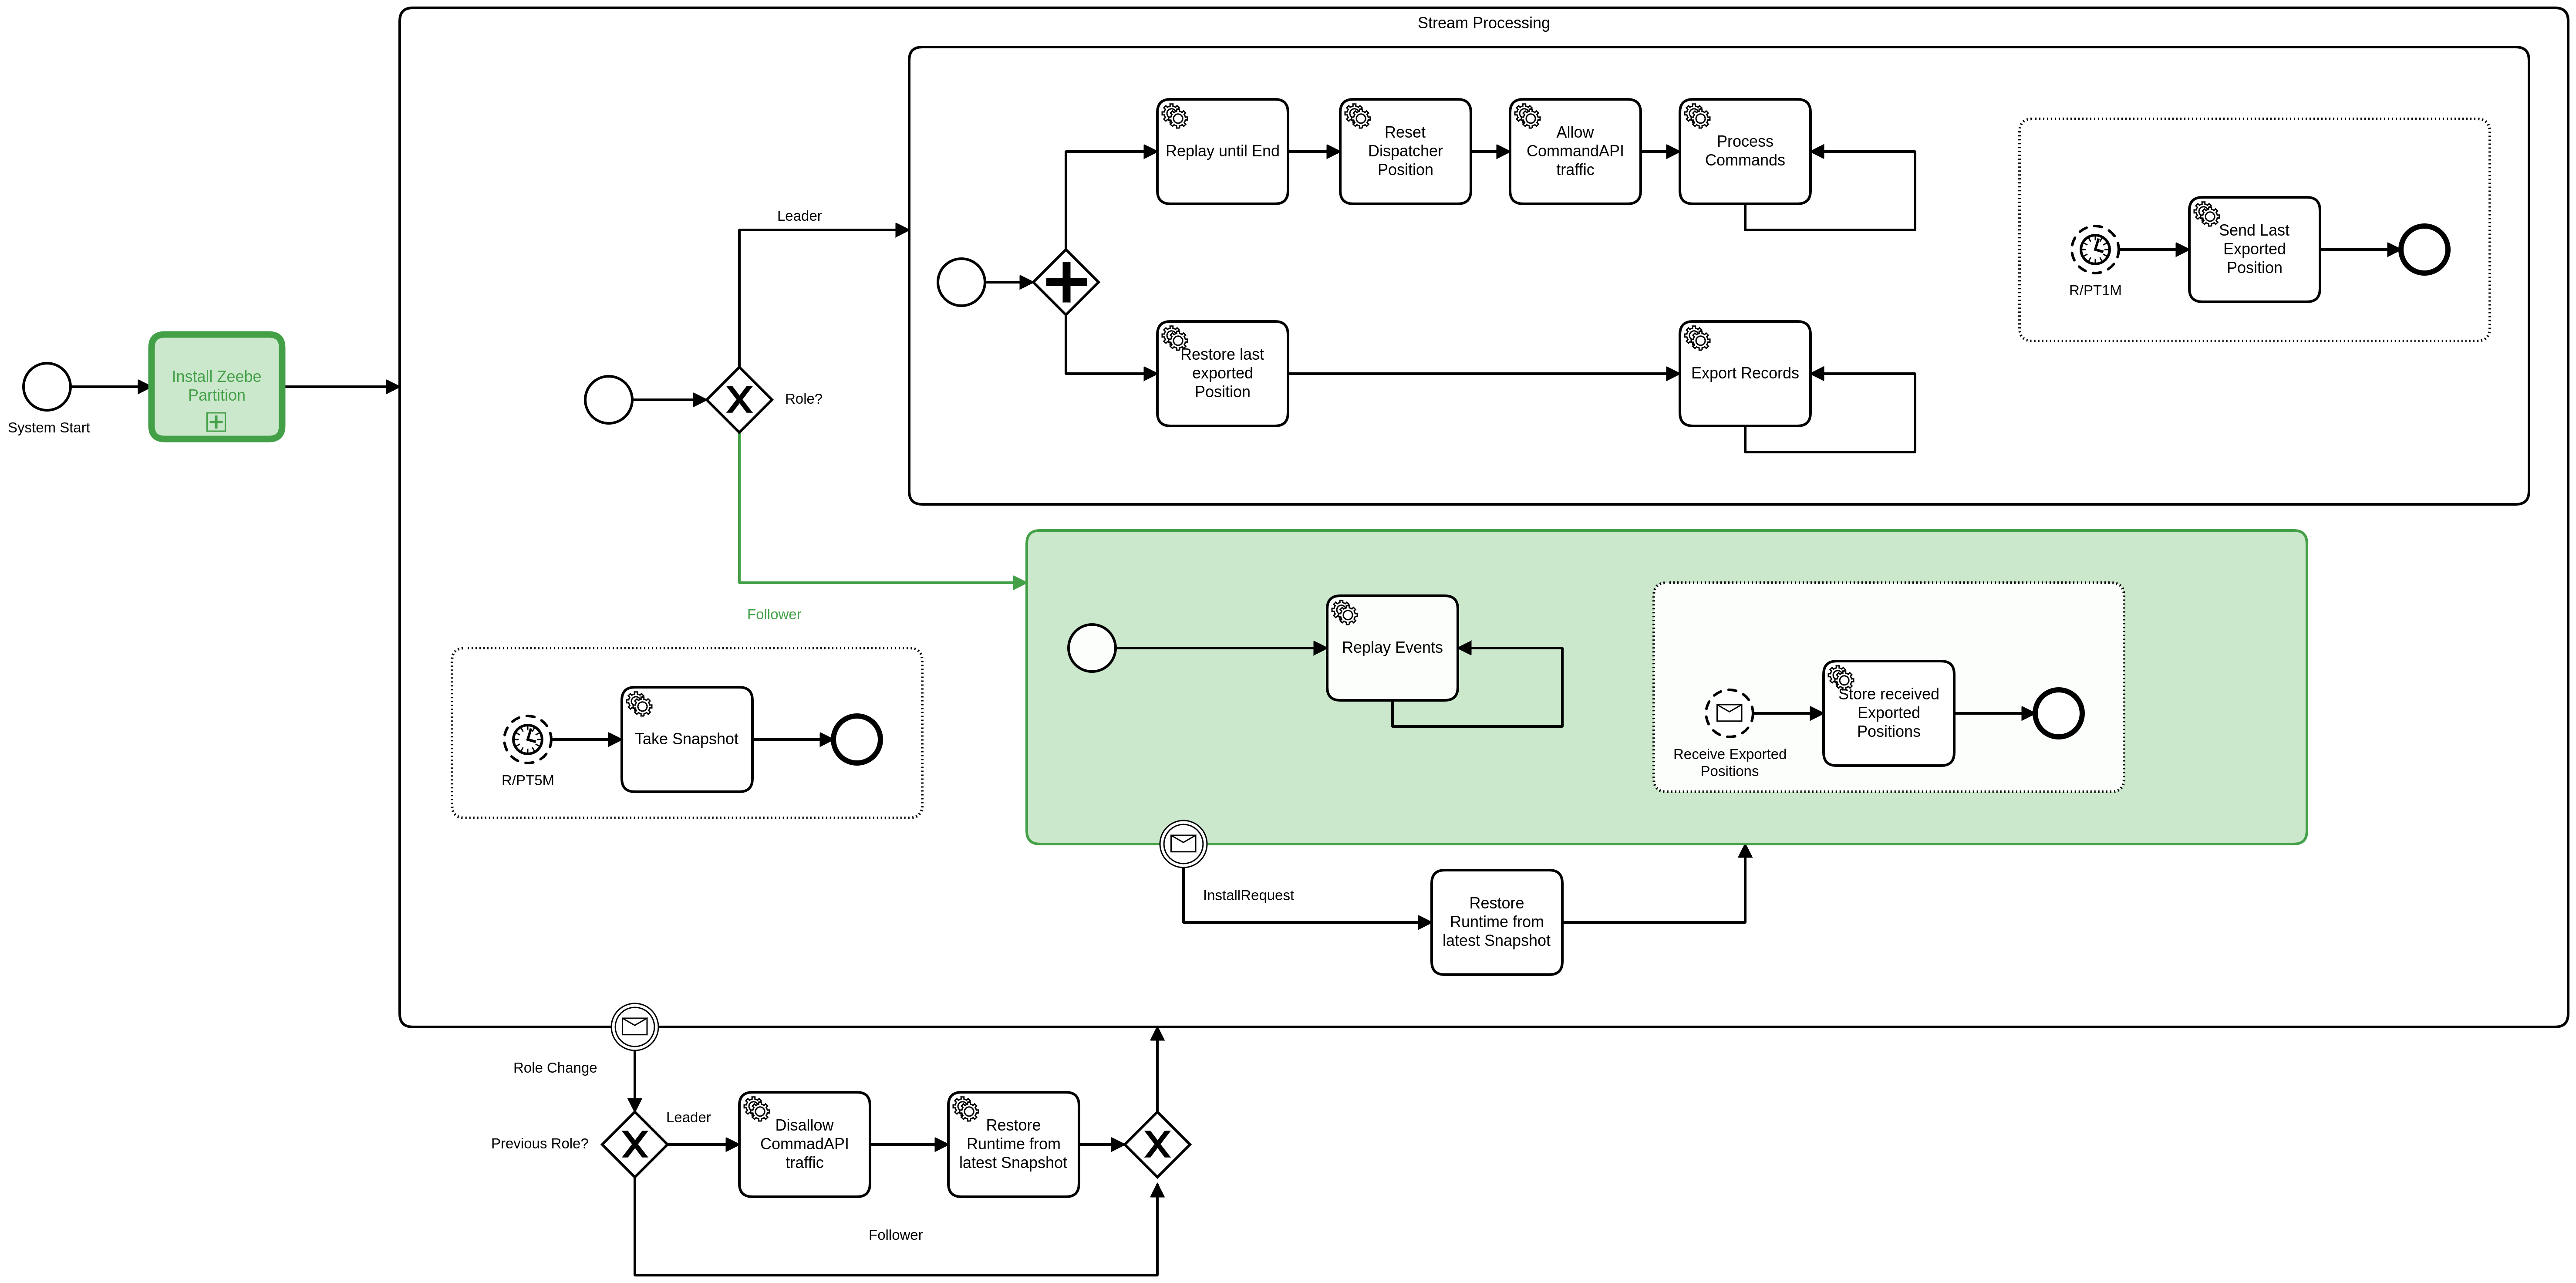 Stream Processing
Replay until End
Reset
Dispatcher
Position
Allow
CommandAPI
traffic
Process
Commands
Send Last
Exported
Position
R/PT1M
Leader
Restore last
exported
Position
Export Records
Install Zeebe
Partition
System Start
Role?
Follower
Replay Events
Store received
Exported
Positions
Receive Exported
Positions
Take Snapshot
R/PT5M
InstallRequest
Restore
Runtime from
latest Snapshot
Role Change
Previous Role?
Leader
Disallow
CommadAPI
traffic
Restore
Runtime from
latest Snapshot
Follower